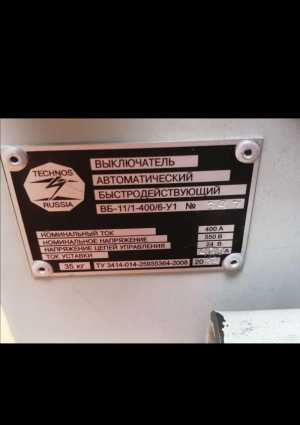 TECHNOS
RUSSIA
ВЫКЛЮЧАТЕЛЬ
АВТОМАТИЧЕСКИЙ
БЫСТРОДЕЙСТВУЮЩИЙ
ВБ-11/1-400/6-У1 №
НОМИНАЛЬНЫЙ ТОК 400 А
НОМИНАЛЬНОЕ НАПРЯЖЕНИЕ 550 В
НАПРЯЖЕНИЕ ЦЕПЕЙ УПРАВЛЕНИЯ 24 В
ТОК УСТАВКИ
35 кг ТУ 3414-014-25935364-2008 20